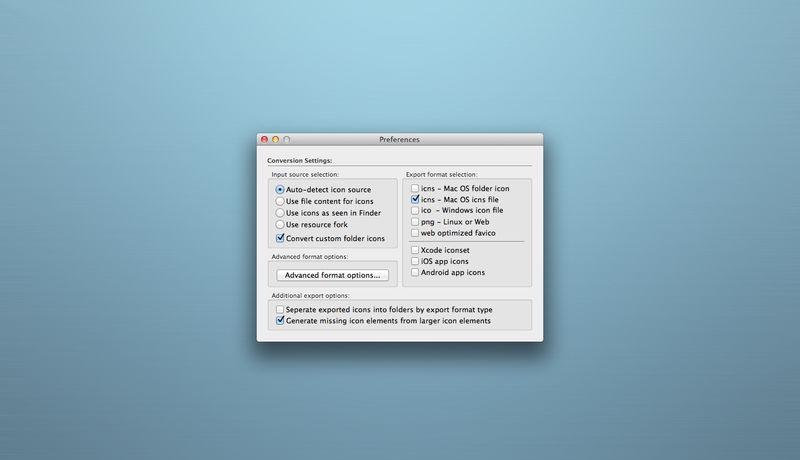 Preferences
Conversion Settings:
Input source selection:
Auto-detect icon source
Use file content for icons
Use icons as seen in Finder
Use resource fork
Convert custom folder icons
Advanced format options:
Advanced format options...
Export format selection:
icns - Mac OS folder icon
icns - Mac OS icns file
ico - Windows icon file
png - Linux or Web
web optimized favico
Xcode iconset
iOS app icons
Android app icons
Additional export options:
Seperate exported icons into folders by export format type
Generate missing icon elements from larger icon elements